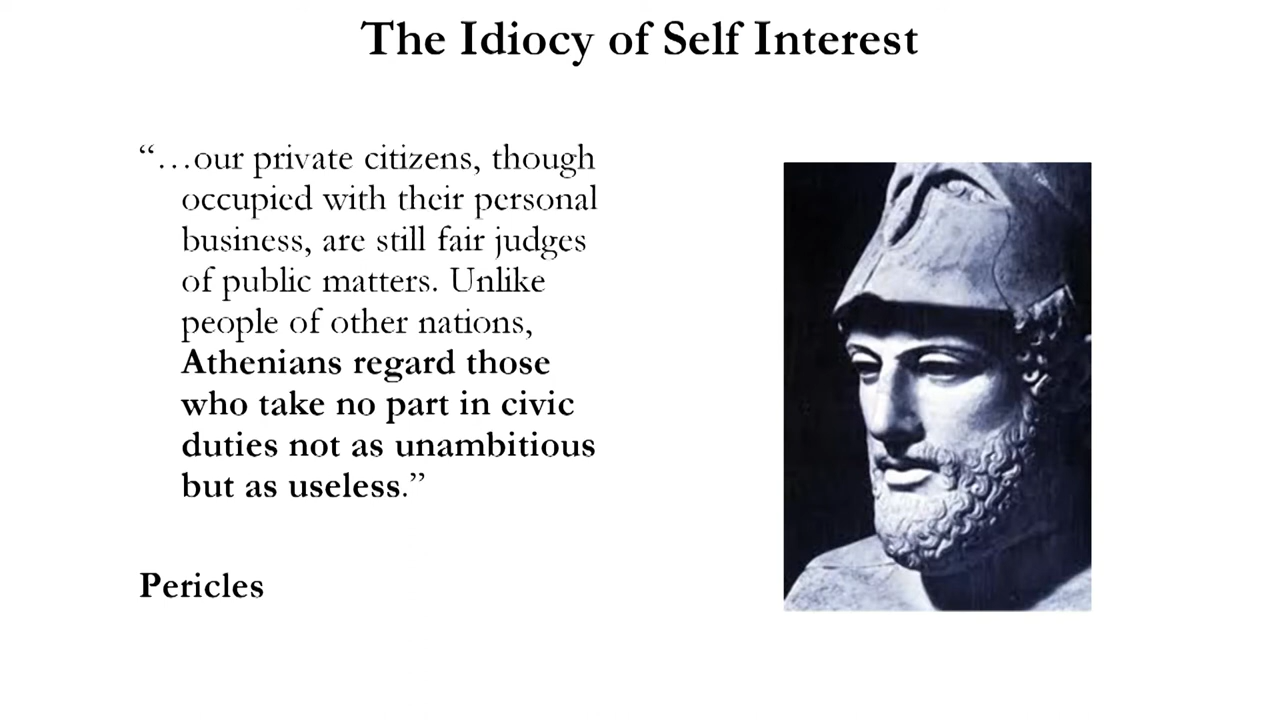 The Idiocy of Self Interest
“…our private citizens, though
occupied with their personal
business, are still fair judges
of public matters. Unlike
people of other nations,
Athenians regard those
who take no part in civic
duties not as unambitious
but as useless.”
Pericles